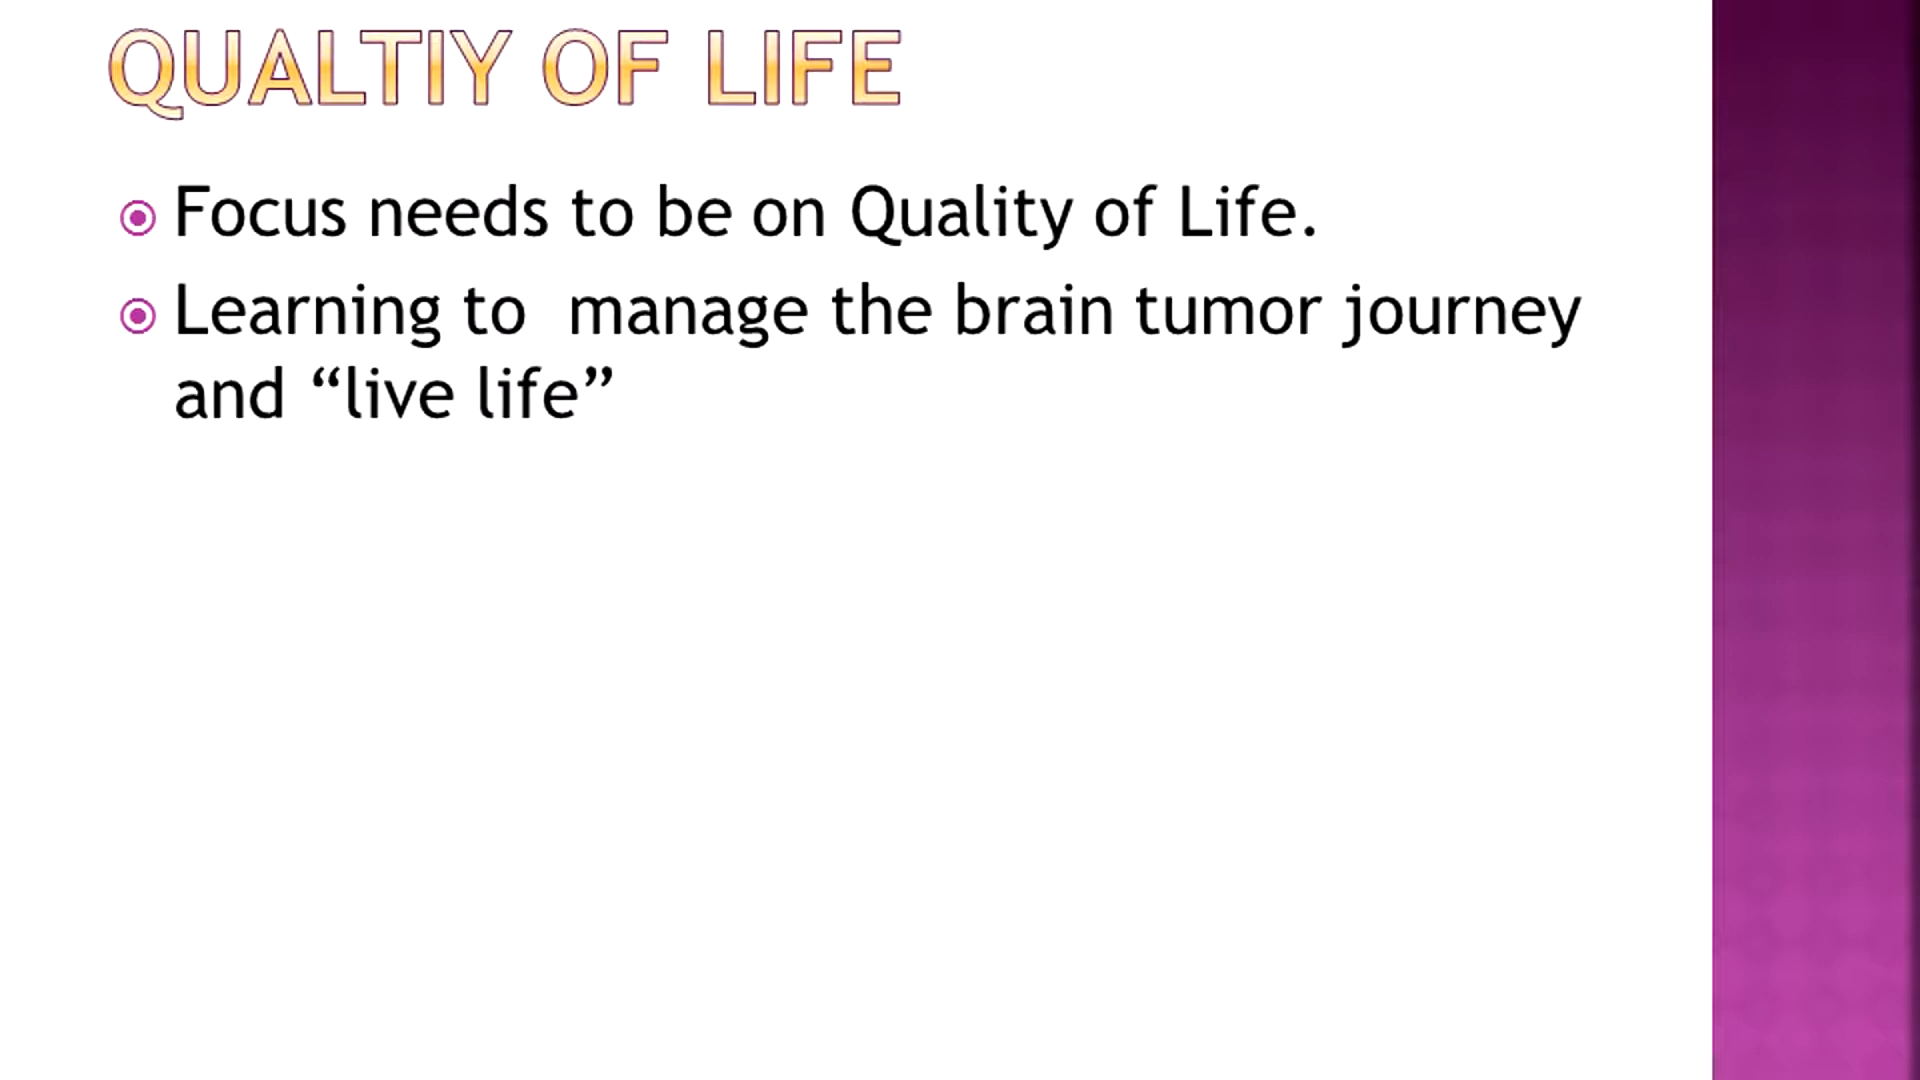 QUALTIY OF LIFE
Focus needs to be on Quality of Life.
Learning to  manage the brain tumor journey
and “live life”